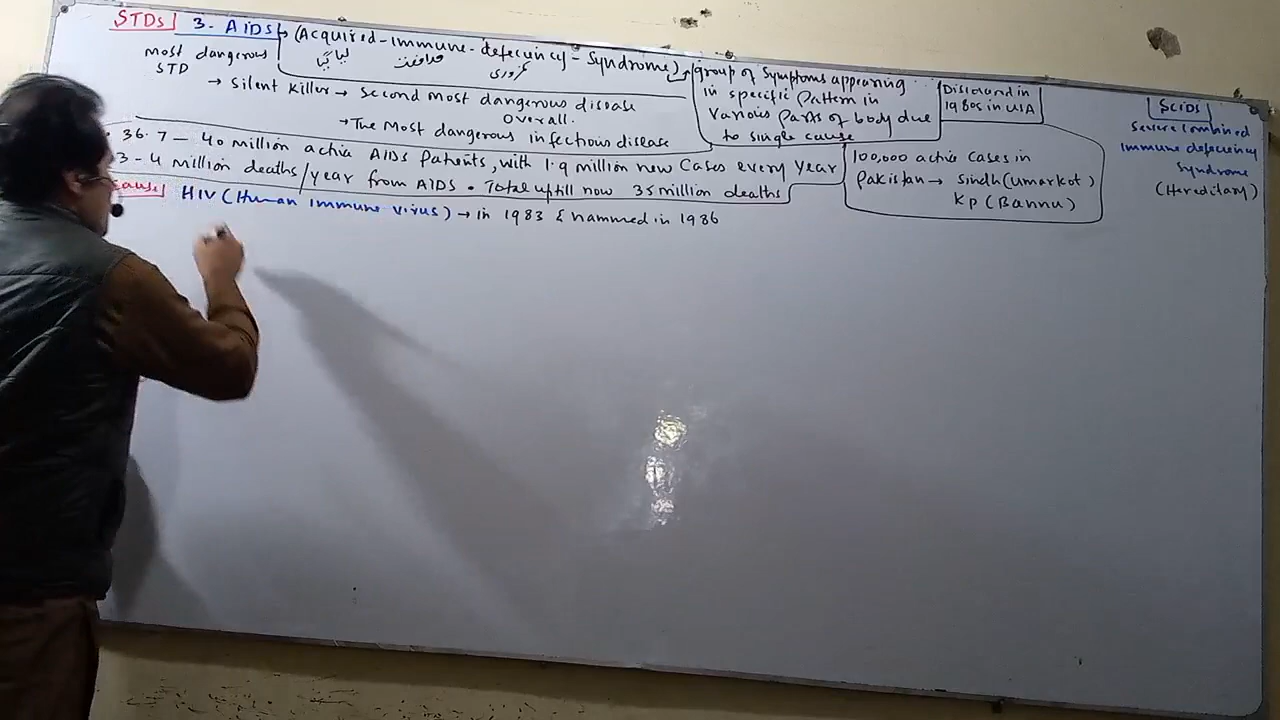 STDs 3. AIDS → (Acquired-Immune-defeciency-Syndrome)
لیا گیا مدافعت کمزوری
most dangerous
STD
→ Silent Killer → Second most dangerous disease
overall.
→ The Most dangerous infectious disease
group of Symptoms appearing
in specific Pattern in
various Parts of body due
to single cause
Discovered in
1980s in USA
SCIDS
Severe Combined
Immune defeciency
Syndrome
(Hereditary)
36.7 – 40 million active AIDS Patients, with 1.9 million new Cases every year
3-4 million deaths/year from AIDS • Total uptill now 35 million deaths
100,000 active cases in
Pakistan → Sindh (Umarkot)
KP (Bannu)
Cause HIV (Human Immune virus) → in 1983 & nammed in 1986